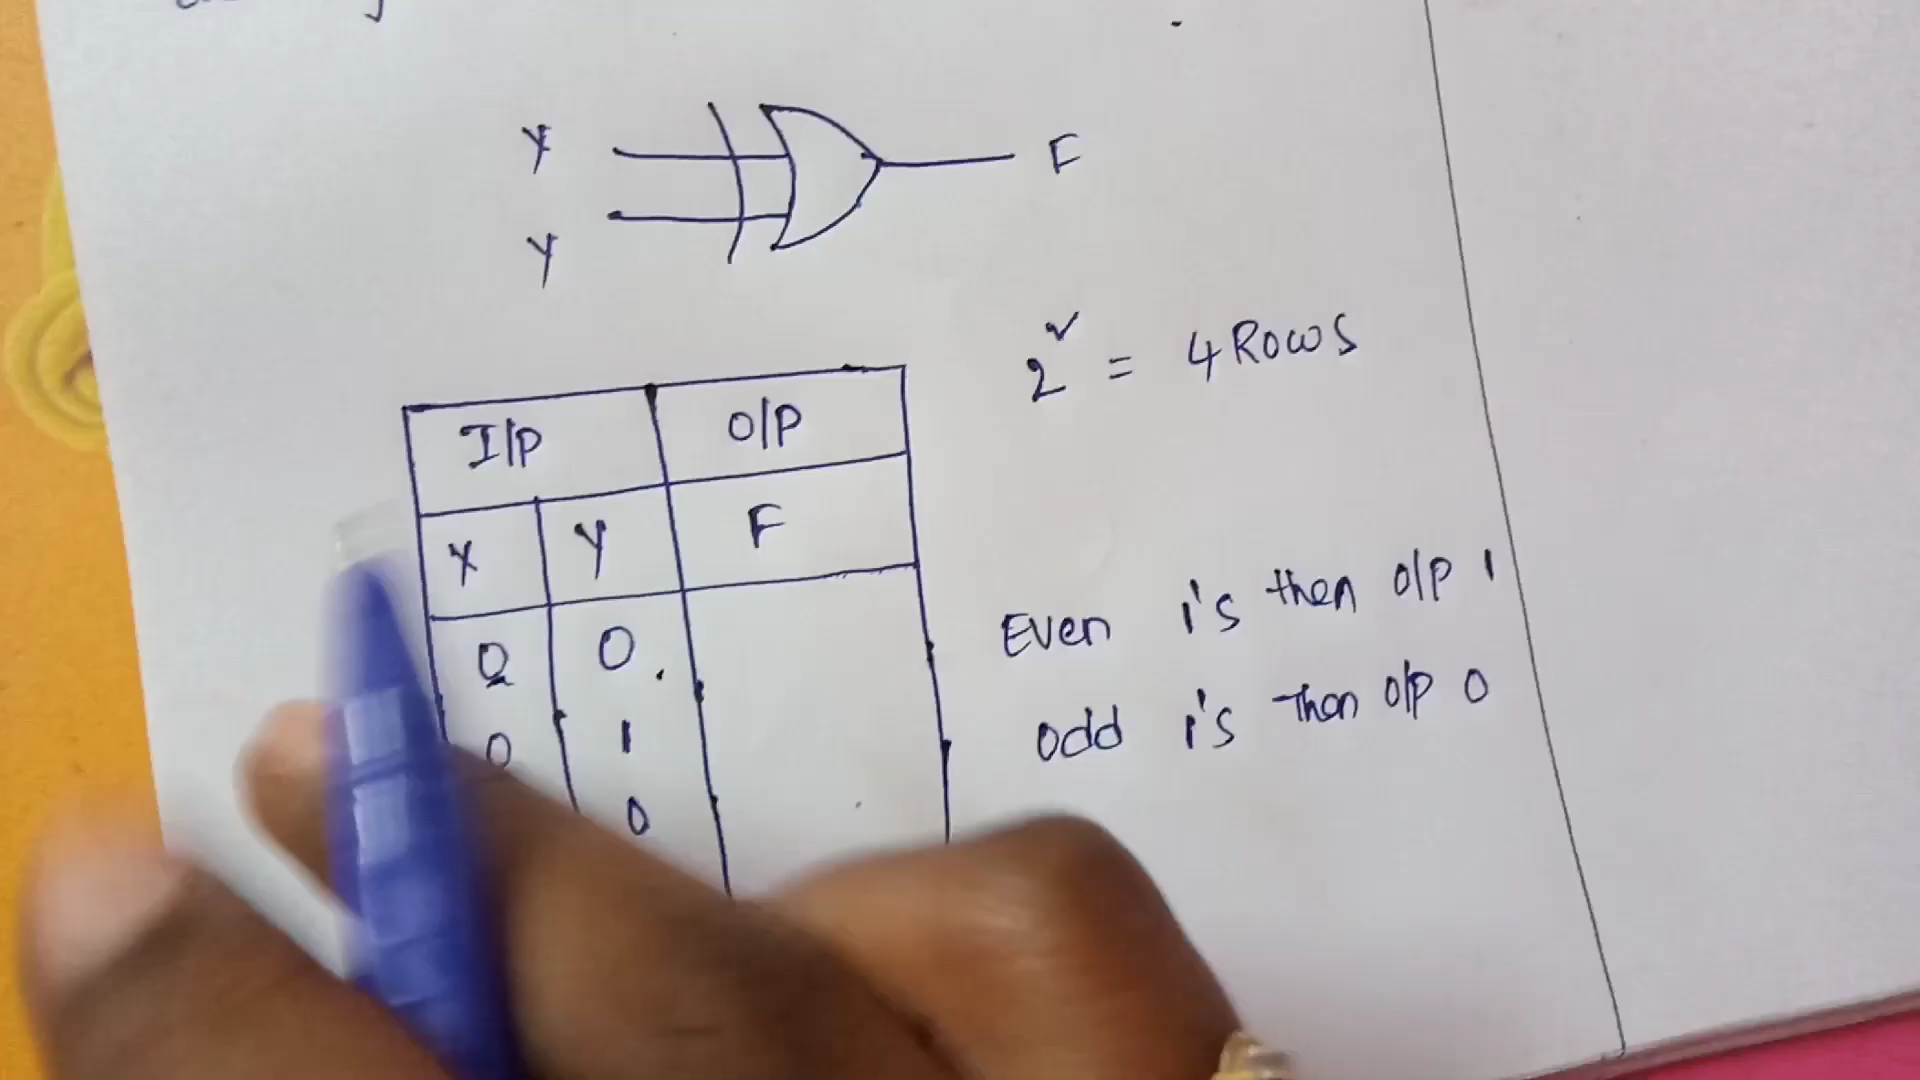 X
F
Y
2² = 4 Rows
I/P O/P
X Y F
0 0
0 1
0
Even 1's then O/P 1
Odd 1's then O/P 0